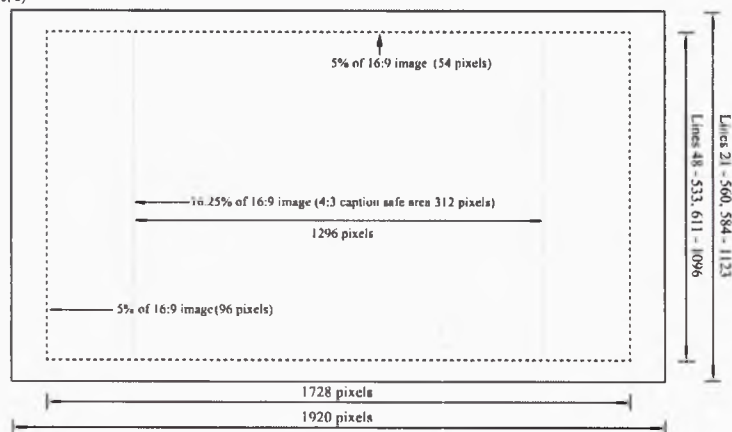 5% of 16:9 image (54 pixels)
16.25% of 16:9 image (4:3 caption safe area 312 pixels)
1296 pixels
5% of 16:9 image (96 pixels)
1728 pixels
1920 pixels
Lines 48 - 533, 611 - 1096
Lines 21 - 560, 584 - 1123